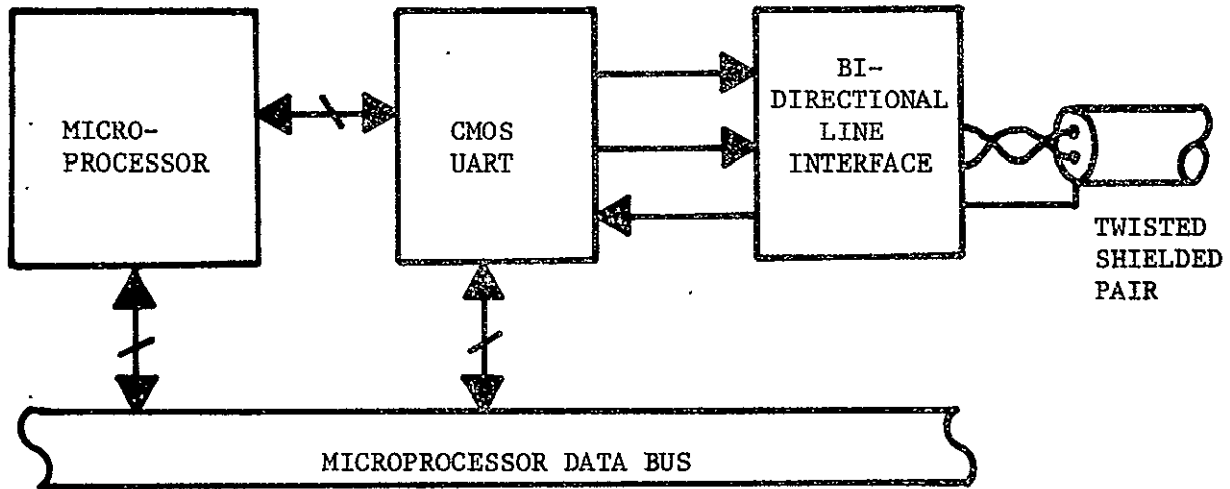 MICRO-
PROCESSOR
CMOS
UART
BI-
DIRECTIONAL
LINE
INTERFACE
TWISTED
SHIELDED
PAIR
MICROPROCESSOR DATA BUS